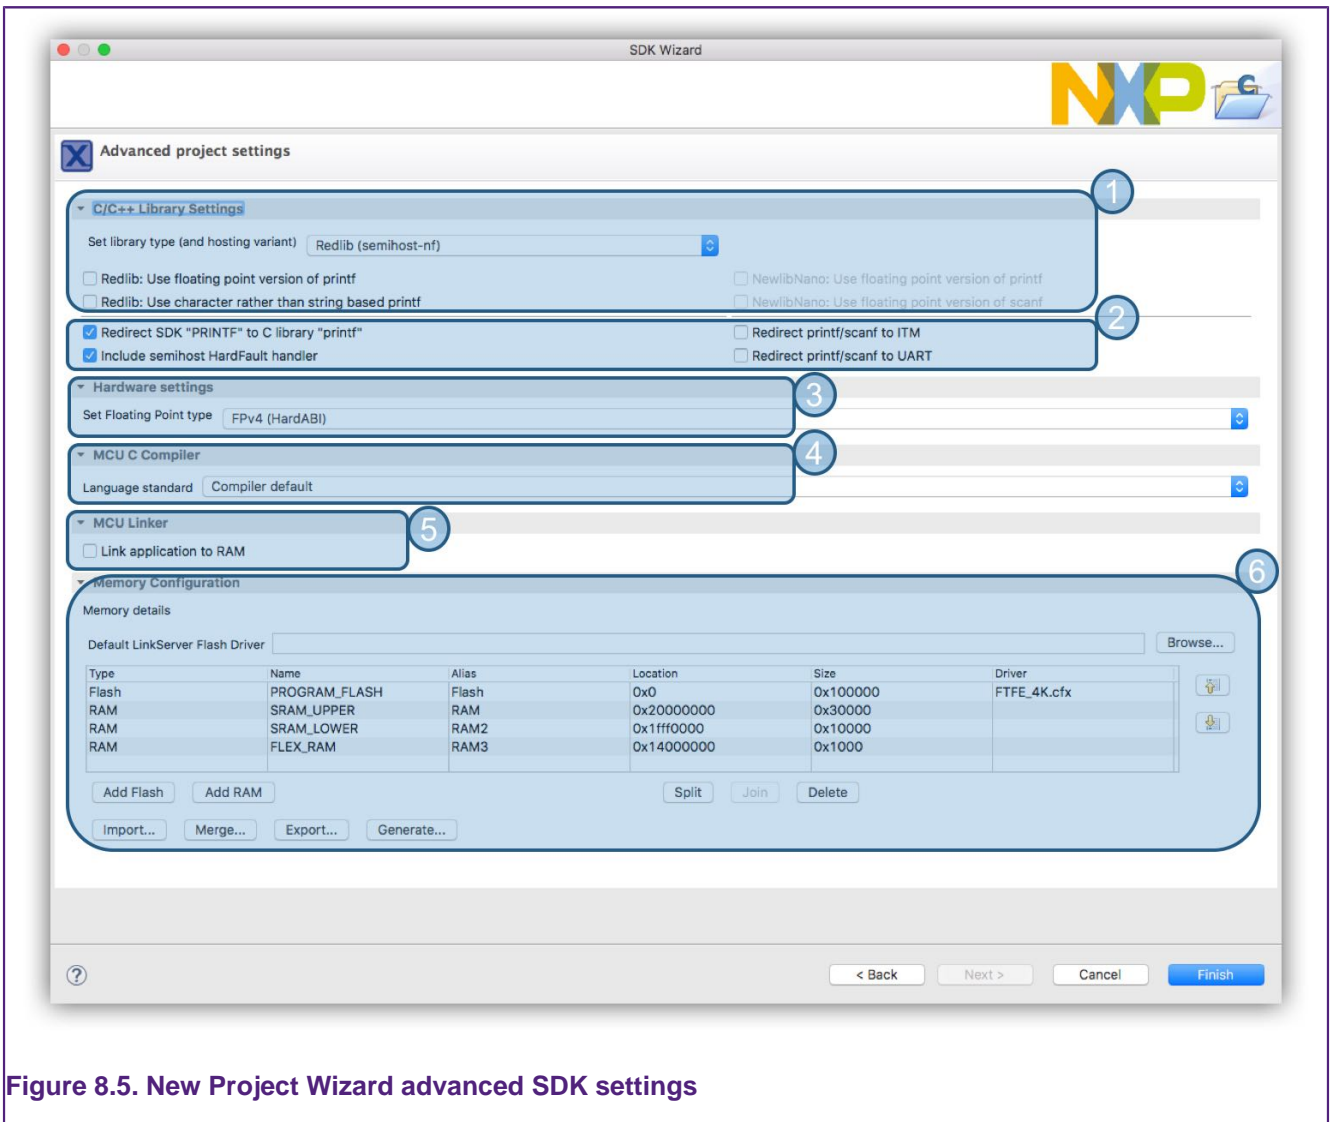 SDK Wizard
NXP
C
X
Advanced project settings
1
C/C++ Library Settings
Set library type (and hosting variant) Redlib (semihost-nf)
Redlib: Use floating point version of printf NewlibNano: Use floating point version of printf
Redlib: Use character rather than string based printf NewlibNano: Use floating point version of scanf
2
Redirect SDK "PRINTF" to C library "printf" Redirect printf/scanf to ITM
Include semihost HardFault handler Redirect printf/scanf to UART
Hardware settings
3
Set Floating Point type FPv4 (HardABI)
MCU C Compiler
4
Language standard Compiler default
MCU Linker
5
Link application to RAM
6
Memory Configuration
Memory details
Default LinkServer Flash Driver Browse...
Type Name Alias Location Size Driver
Flash PROGRAM_FLASH Flash 0x0 0x100000 FTFE_4K.cfx
RAM SRAM_UPPER RAM 0x20000000 0x30000
RAM SRAM_LOWER RAM2 0x1fff0000 0x10000
RAM FLEX_RAM RAM3 0x14000000 0x1000
Add Flash Add RAM Split Join Delete
Import... Merge... Export... Generate...
? < Back Next > Cancel Finish
Figure 8.5. New Project Wizard advanced SDK settings